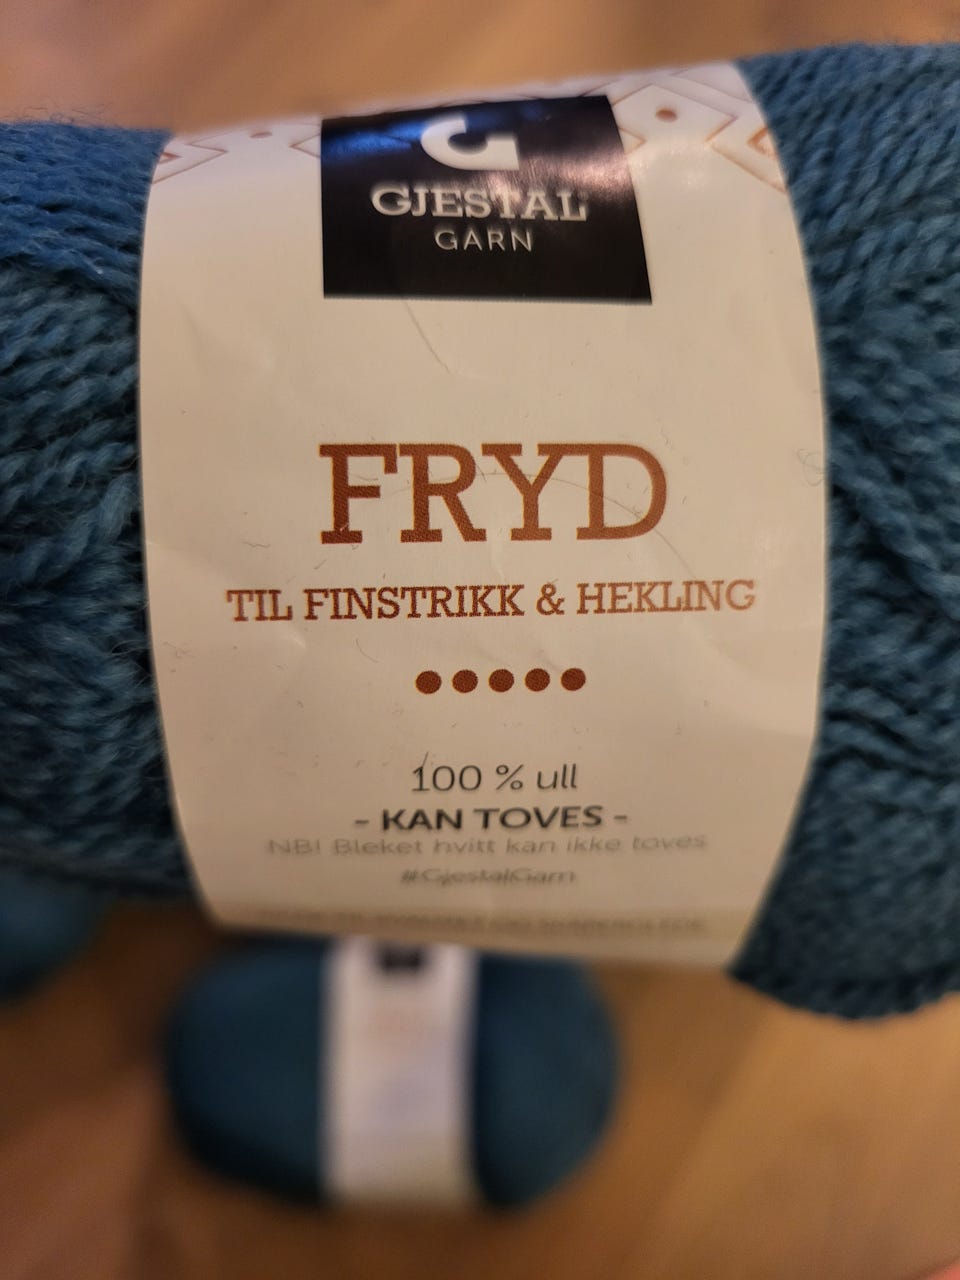 GJESTAL
GARN
FRYD
TIL FINSTRIKK & HEKLING
100 % ull
- KAN TOVES -
NB! Bleket hvitt kan ikke toves
#GjestalGarn